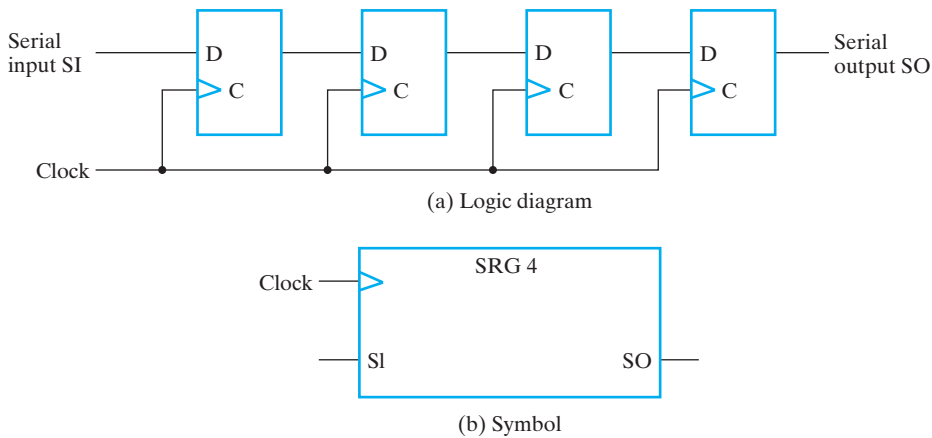 Serial
input SI
D
C
D
C
D
C
D
C
Serial
output SO
Clock
(a) Logic diagram
SRG 4
Clock
Sl
SO
(b) Symbol